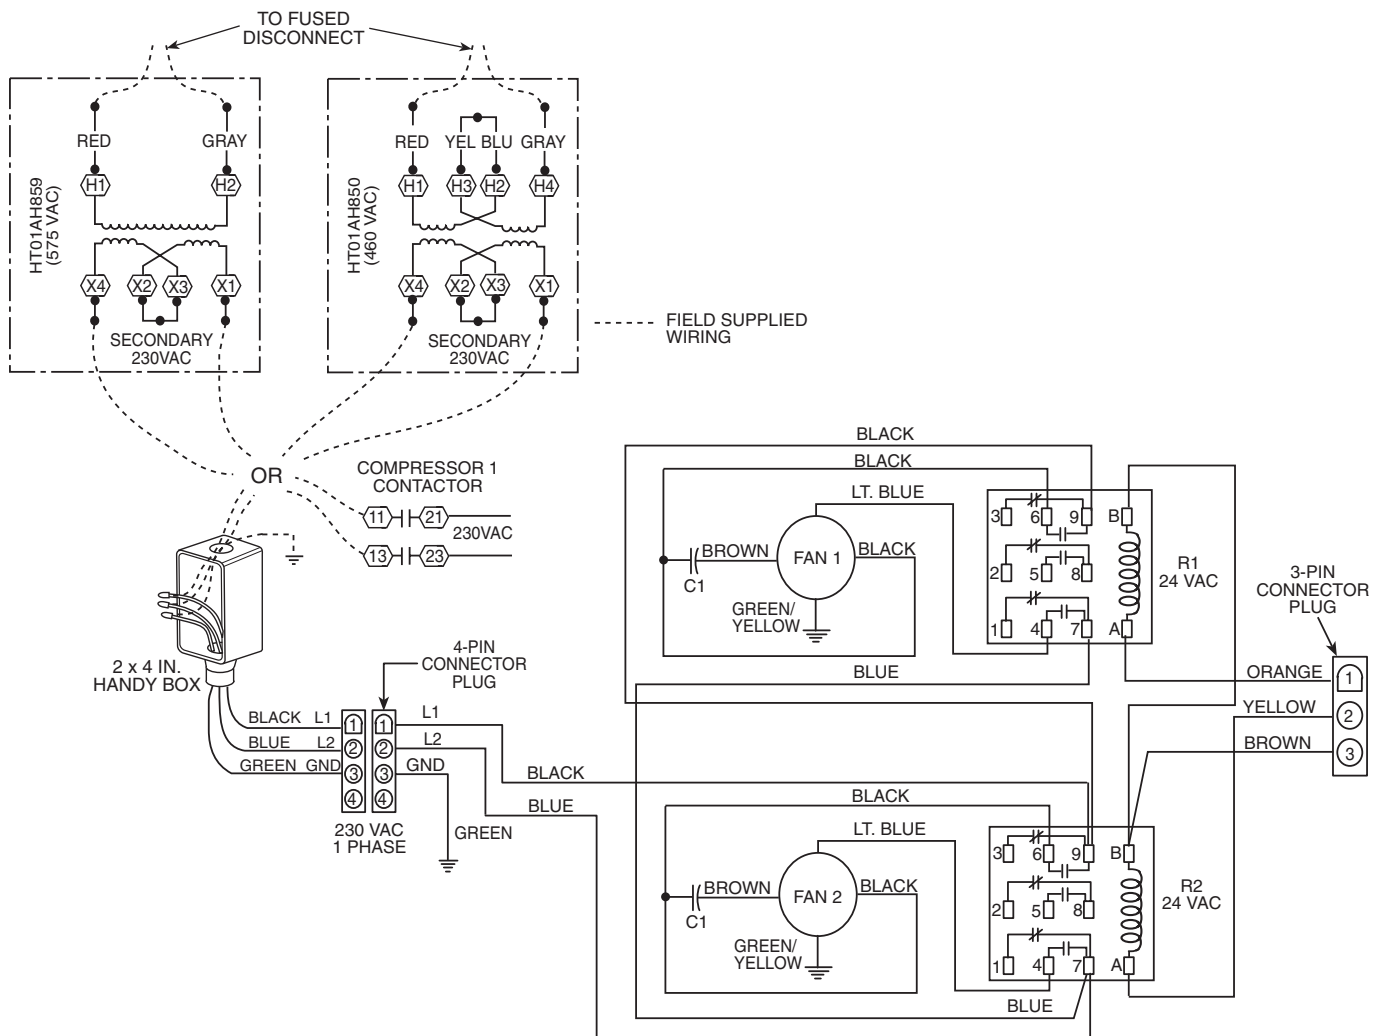 TO FUSED
DISCONNECT
RED
GRAY
H1
H2
HT01AH859
(575 VAC)
X4
X2
X3
X1
SECONDARY
230VAC
RED
YEL
BLU
GRAY
H1
H3
H2
H4
HT01AH850
(460 VAC)
X4
X2
X3
X1
SECONDARY
230VAC
FIELD SUPPLIED
WIRING
OR
COMPRESSOR 1
CONTACTOR
11
21
230VAC
13
23
2 x 4 IN.
HANDY BOX
BLACK L1
BLUE L2
GREEN GND
1
2
3
4
4-PIN
CONNECTOR
PLUG
1
2
3
4
L1
L2
GND
230 VAC
1 PHASE
GREEN
BLACK
BLUE
BLACK
BLACK
LT. BLUE
BROWN
FAN 1
BLACK
C1
GREEN/
YELLOW
BLUE
3
6
9
B
2
5
8
1
4
7
A
R1
24 VAC
3-PIN
CONNECTOR
PLUG
ORANGE
1
YELLOW
2
BROWN
3
BLACK
LT. BLUE
BROWN
FAN 2
BLACK
C1
GREEN/
YELLOW
BLUE
3
6
9
B
2
5
8
1
4
7
A
R2
24 VAC